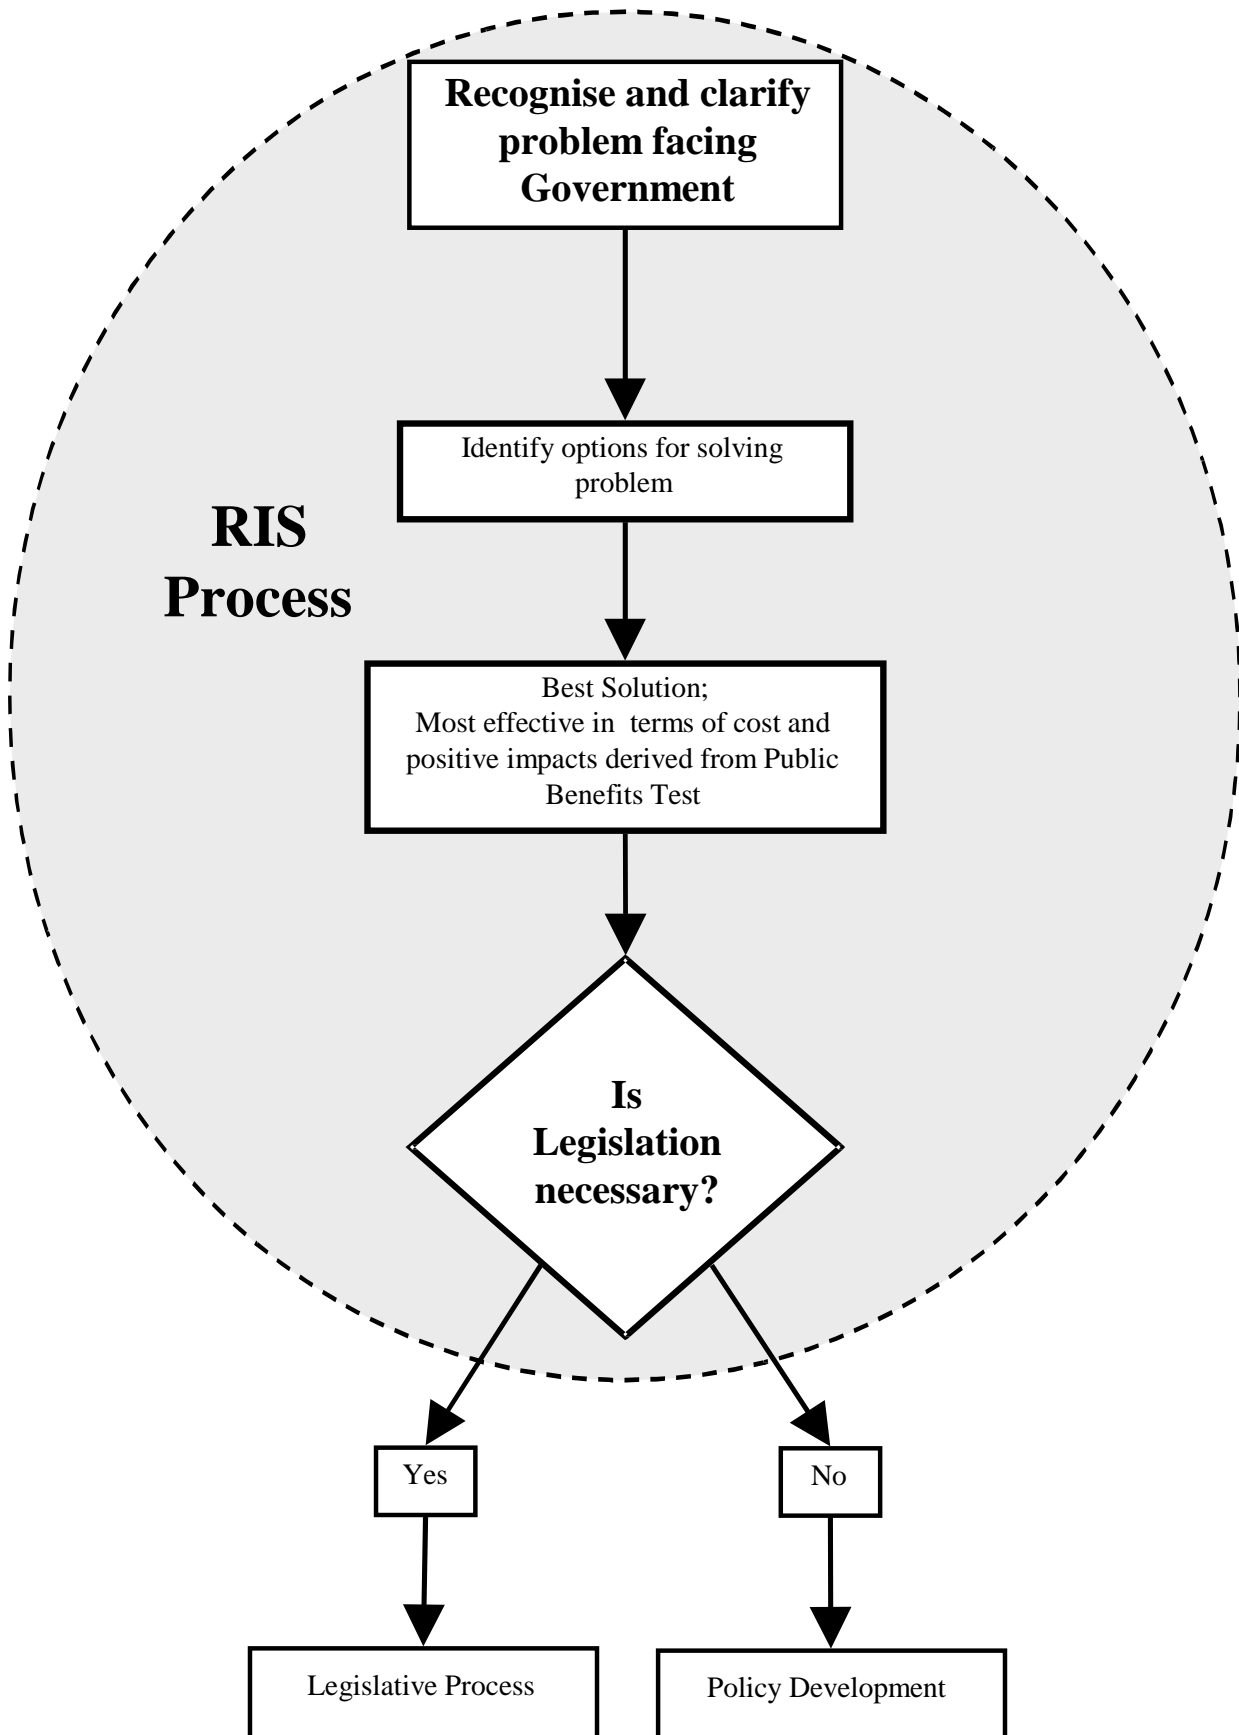 Recognise and clarify
problem facing
Government
Identify options for solving
problem
RIS
Process
Best Solution;
Most effective in  terms of cost and
positive impacts derived from Public
Benefits Test
Is
Legislation
necessary?
Yes
No
Legislative Process
Policy Development